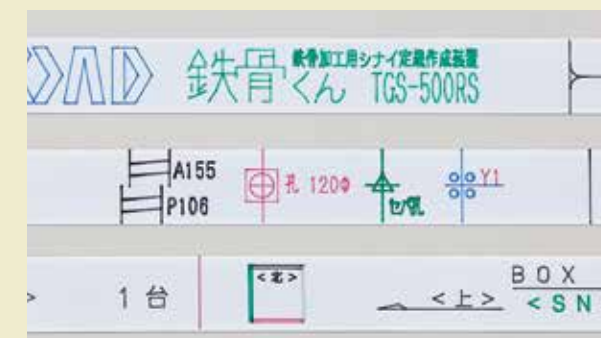 鉄骨くん 鉄骨加工用シナイ定規作成装置 TGS-500RS
A155
P106
孔 120Φ
Y1
1台
<北>
<上>
BOX
<SN